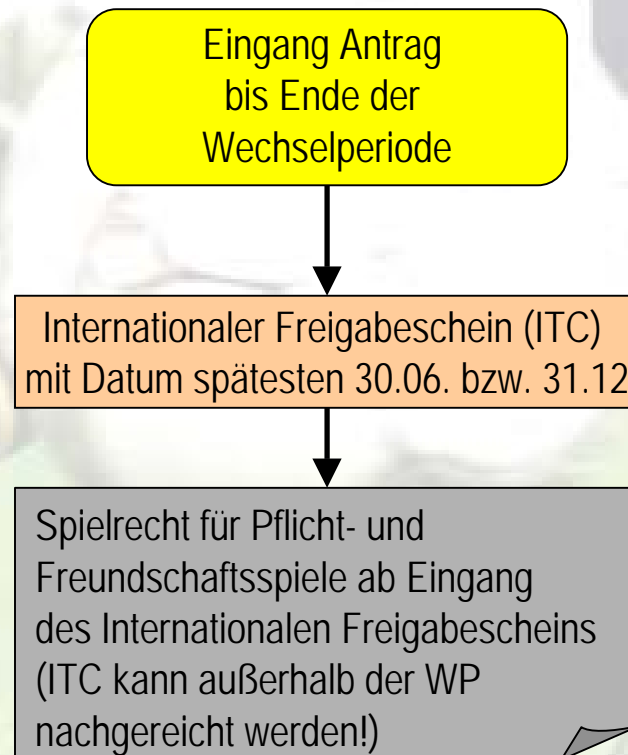 Eingang Antrag
bis Ende der
Wechselperiode
Internationaler Freigabeschein (ITC)
mit Datum spätesten 30.06. bzw. 31.12
Spielrecht für Pflicht- und
Freundschaftsspiele ab Eingang
des Internationalen Freigabescheins
(ITC kann außerhalb der WP
nachgereicht werden!)